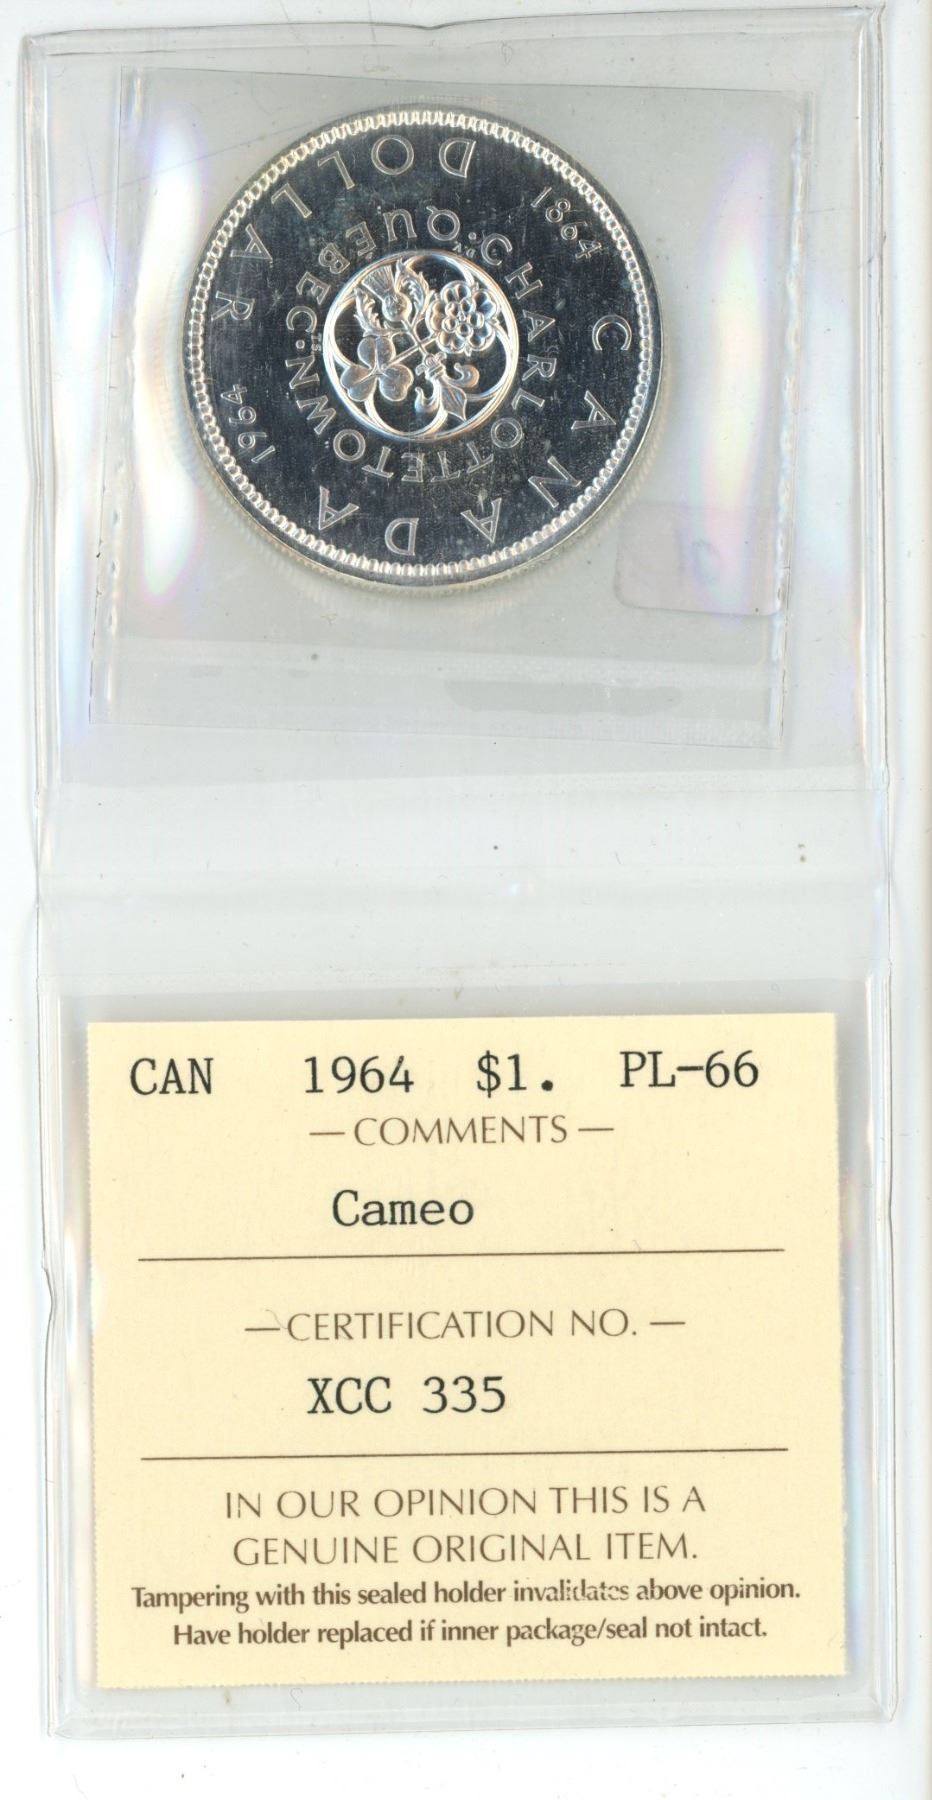 CANADA DOLLAR
1864
1964
CHARLOTTETOWN · QUÉBEC ·
TS
CAN 1964 $1. PL-66
— COMMENTS —
Cameo
— CERTIFICATION NO. —
XCC 335
IN OUR OPINION THIS IS A
GENUINE ORIGINAL ITEM.
Tampering with this sealed holder invalidates above opinion.
Have holder replaced if inner package/seal not intact.